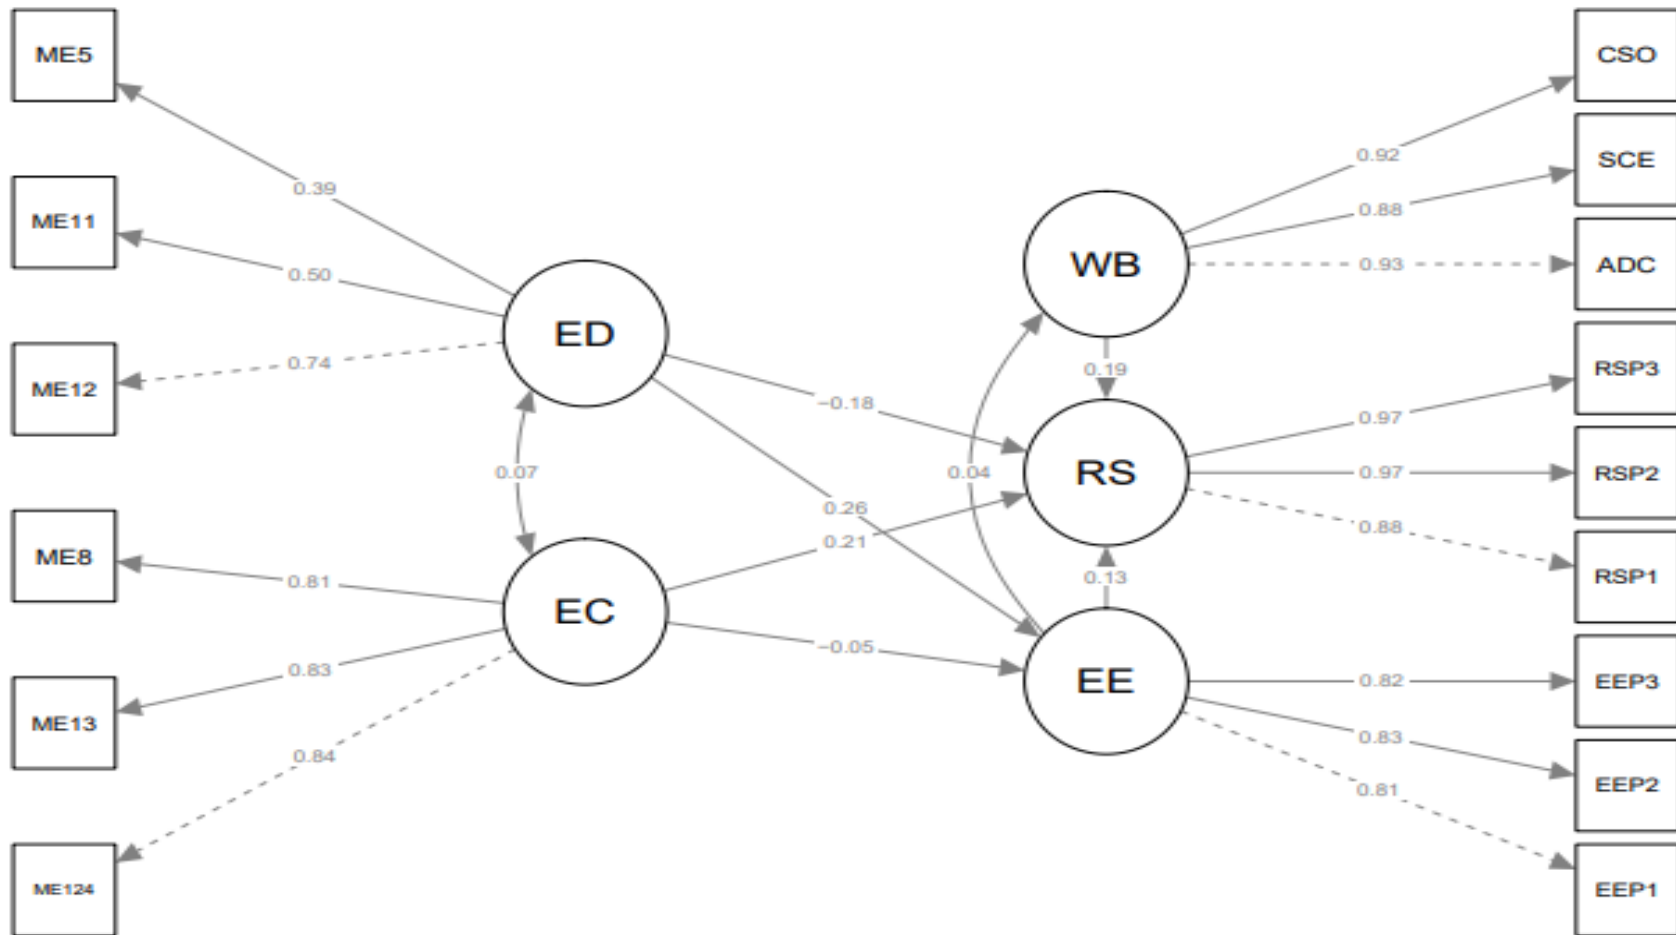 ME5
ME11
ME12
ME8
ME13
ME124
0.39
0.50
0.74
0.81
0.83
0.84
ED
EC
0.07
−0.18
0.26
0.21
−0.05
WB
RS
EE
0.19
0.04
0.13
0.92
0.88
0.93
0.97
0.97
0.88
0.82
0.83
0.81
CSO
SCE
ADC
RSP3
RSP2
RSP1
EEP3
EEP2
EEP1